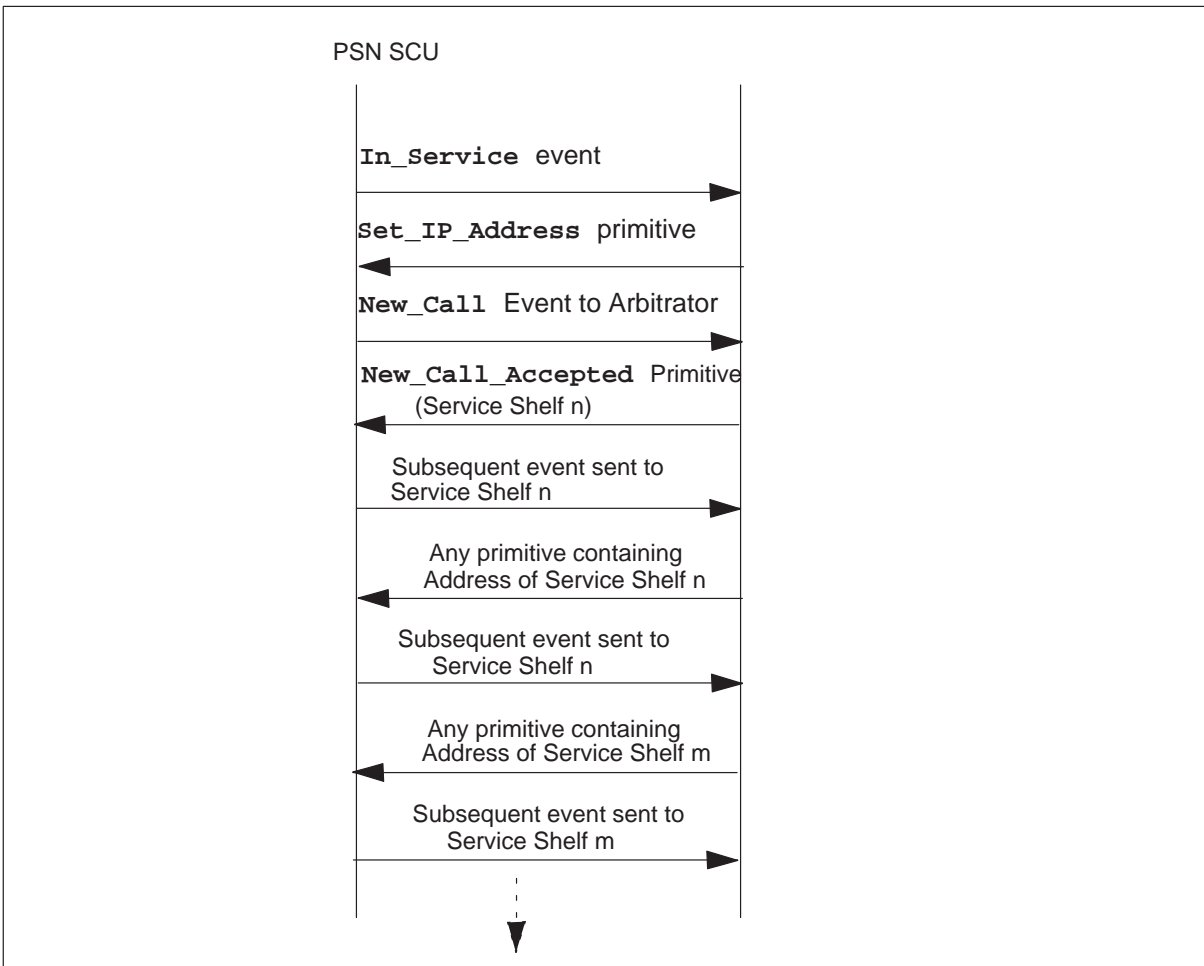 PSN SCU
In_Service event
Set_IP_Address primitive
New_Call Event to Arbitrator
New_Call_Accepted Primitive
(Service Shelf n)
Subsequent event sent to
Service Shelf n
Any primitive containing
Address of Service Shelf n
Subsequent event sent to
Service Shelf n
Any primitive containing
Address of Service Shelf m
Subsequent event sent to
Service Shelf m